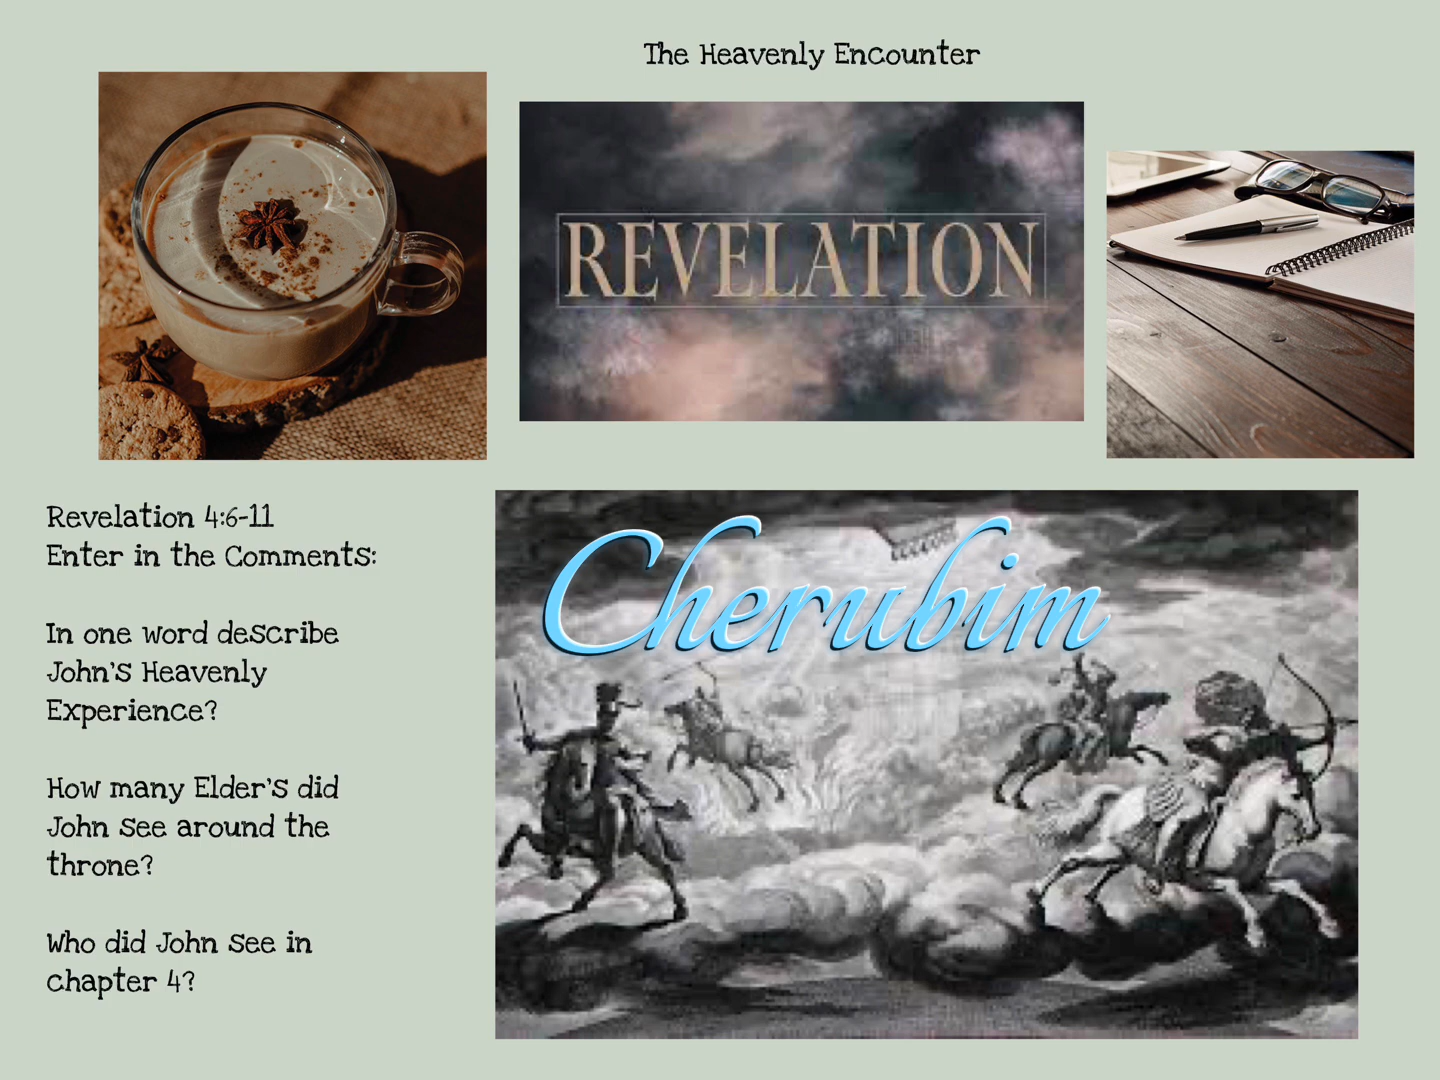 The Heavenly Encounter
REVELATION
Revelation 4:6-11
Enter in the Comments:
In one word describe
John's Heavenly
Experience?
How many Elder's did
John see around the
throne?
Who did John see in
chapter 4?
Cherubim